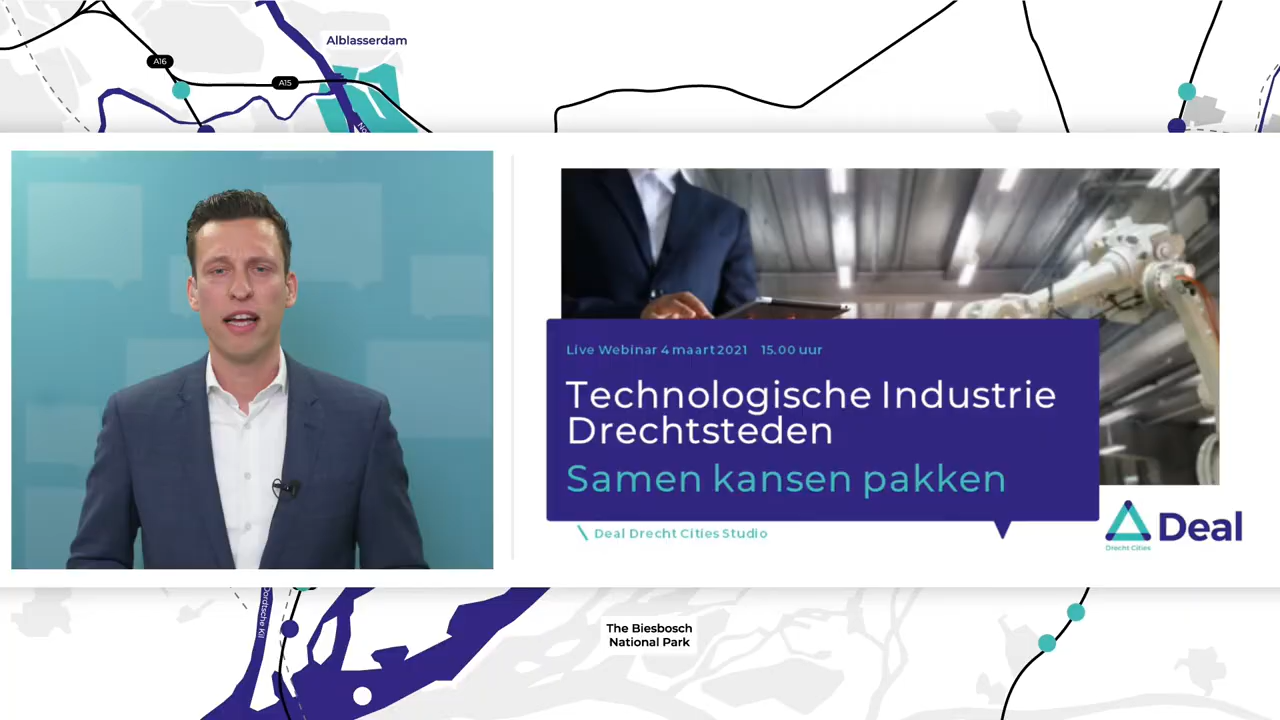 Alblasserdam
A16
A15
Live Webinar 4 maart 2021 15.00 uur
Technologische Industrie
Drechtsteden
Samen kansen pakken
Deal Drecht Cities Studio
Deal
Drecht Cities
Dordtsche Kil
The Biesbosch
National Park